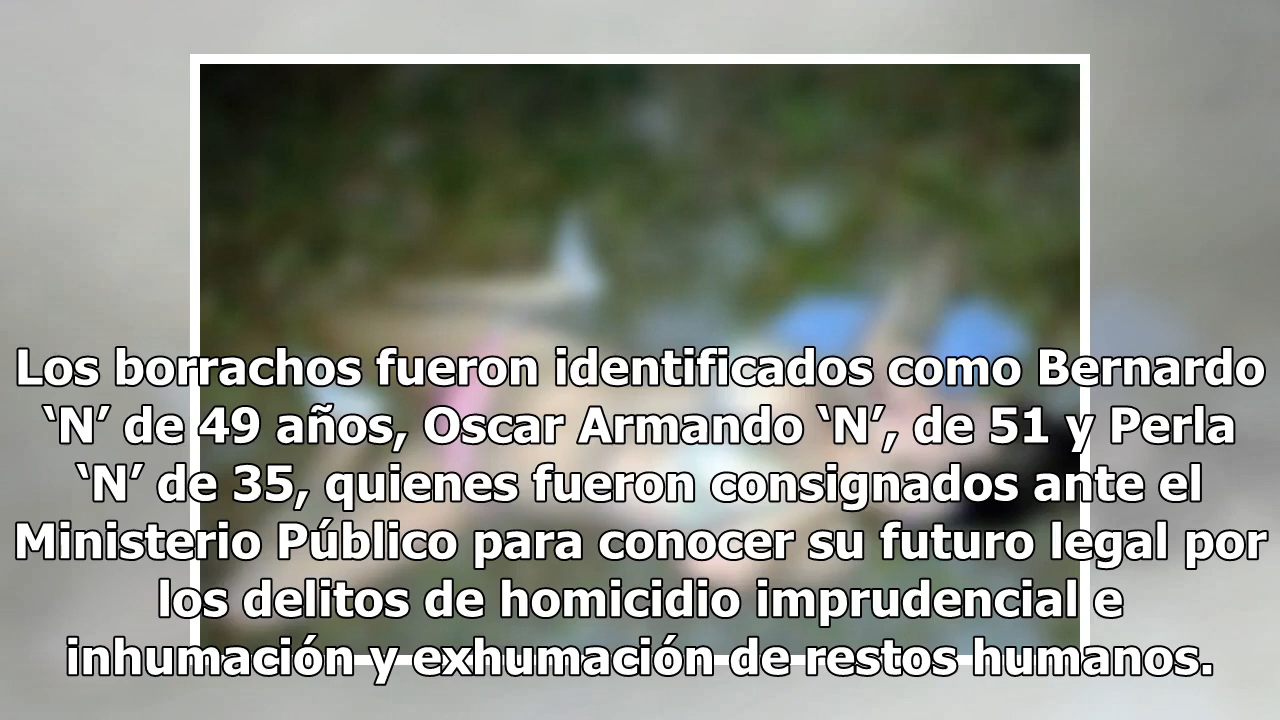 Los borrachos fueron identificados como Bernardo
‘N’ de 49 años, Oscar Armando ‘N’, de 51 y Perla
‘N’ de 35, quienes fueron consignados ante el
Ministerio Público para conocer su futuro legal por
los delitos de homicidio imprudencial e
inhumación y exhumación de restos humanos.